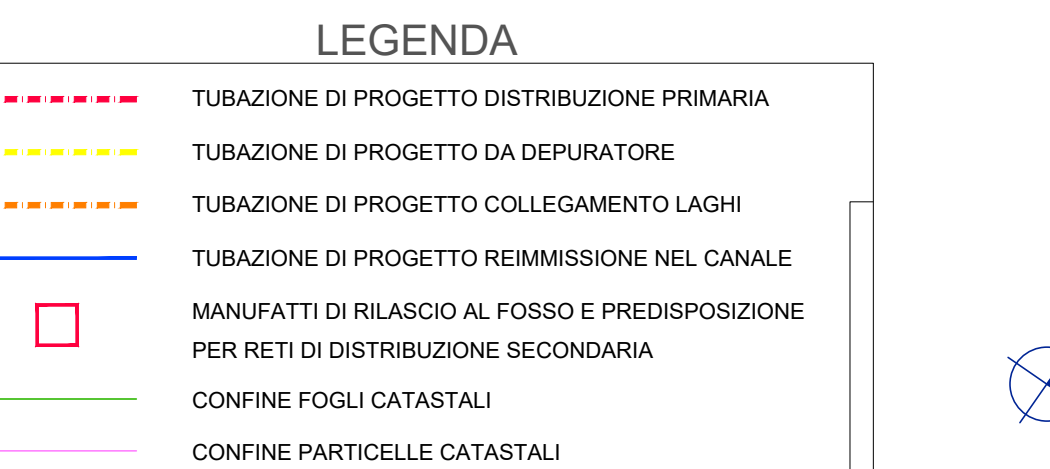 LEGENDA
TUBAZIONE DI PROGETTO DISTRIBUZIONE PRIMARIA
TUBAZIONE DI PROGETTO DA DEPURATORE
TUBAZIONE DI PROGETTO COLLEGAMENTO LAGHI
TUBAZIONE DI PROGETTO REIMMISSIONE NEL CANALE
MANUFATTI DI RILASCIO AL FOSSO E PREDISPOSIZIONE
PER RETI DI DISTRIBUZIONE SECONDARIA
CONFINE FOGLI CATASTALI
CONFINE PARTICELLE CATASTALI